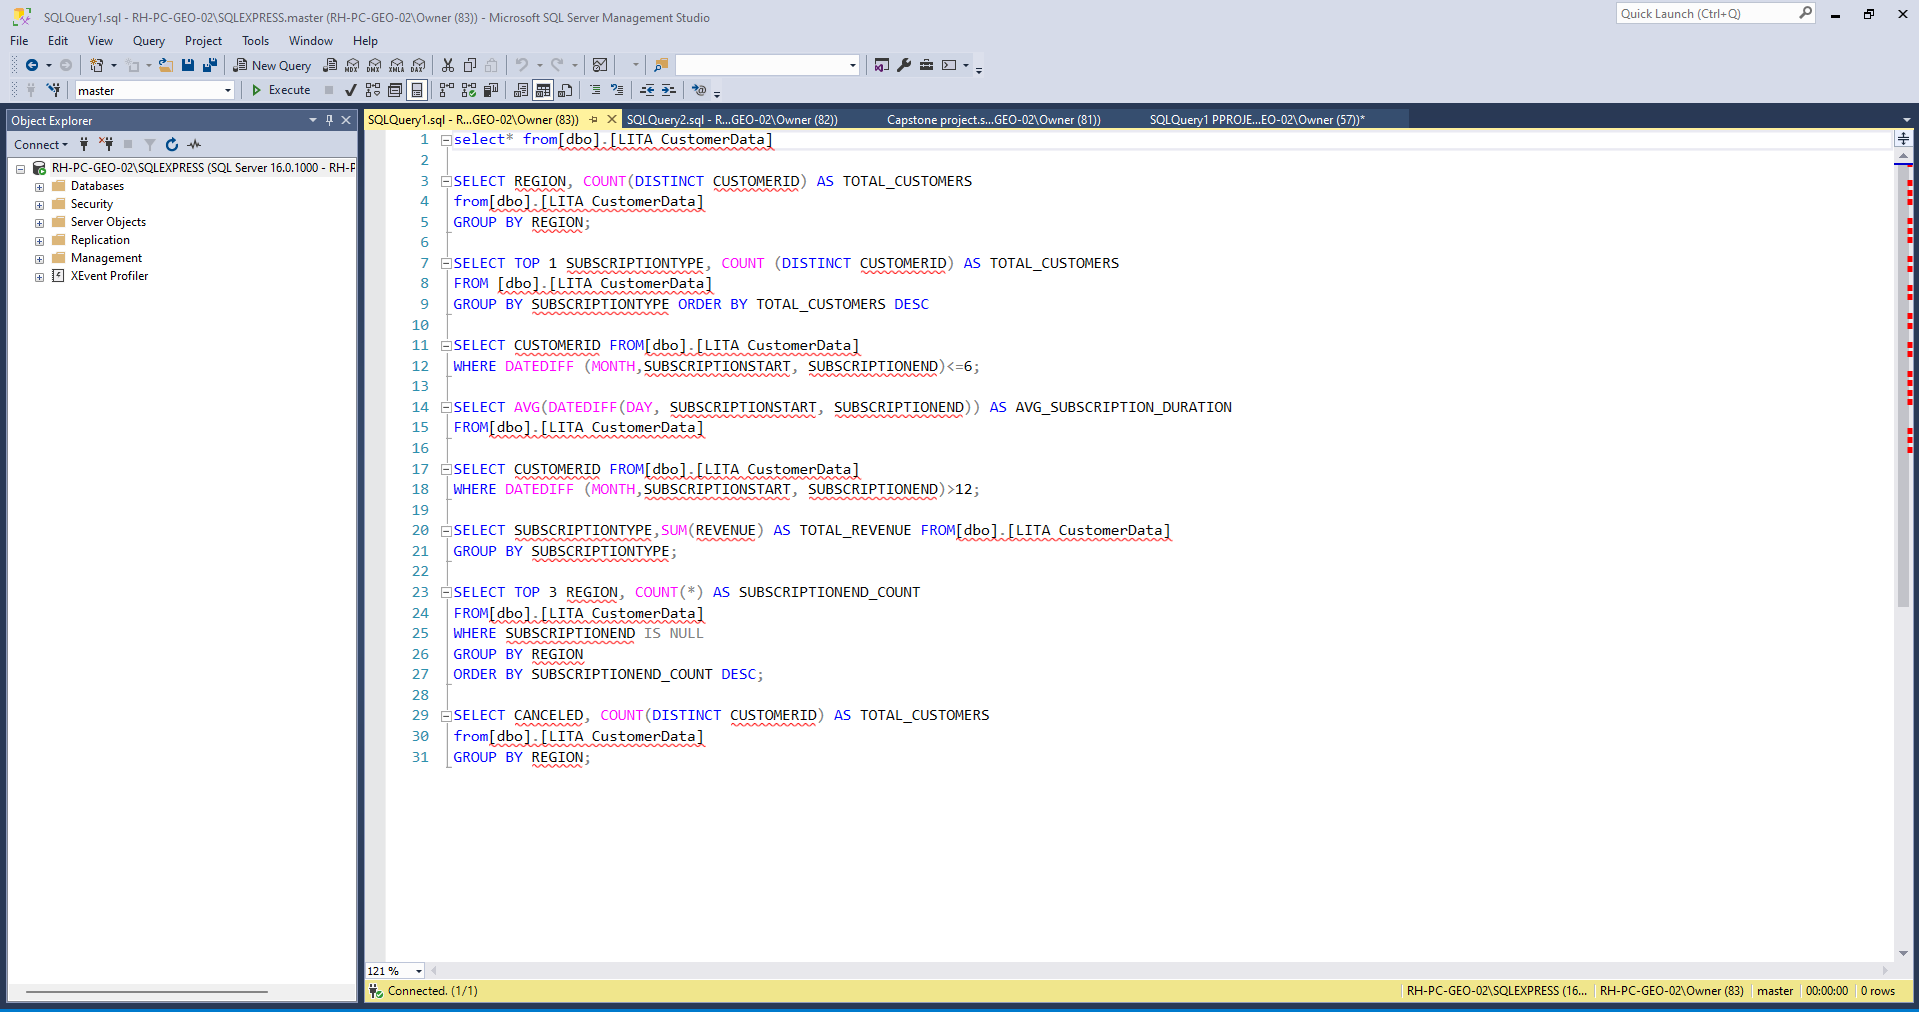 SQLQuery1.sql - RH-PC-GEO-02\SQLEXPRESS.master (RH-PC-GEO-02\Owner (83)) - Microsoft SQL Server Management Studio
Quick Launch (Ctrl+Q)
File Edit View Query Project Tools Window Help
New Query
MDX DMX XMLA DAX
master
Execute
Object Explorer
SQLQuery1.sql - R...GEO-02\Owner (83))
SQLQuery2.sql - R...GEO-02\Owner (82))
Capstone project.s...GEO-02\Owner (81))
SQLQuery1 PPROJE...EO-02\Owner (57))*
Connect
RH-PC-GEO-02\SQLEXPRESS (SQL Server 16.0.1000 - RH-P
Databases
Security
Server Objects
Replication
Management
XEvent Profiler
1 select* from[dbo].[LITA CustomerData]
2
3 SELECT REGION, COUNT(DISTINCT CUSTOMERID) AS TOTAL_CUSTOMERS
4 from[dbo].[LITA CustomerData]
5 GROUP BY REGION;
6
7 SELECT TOP 1 SUBSCRIPTIONTYPE, COUNT (DISTINCT CUSTOMERID) AS TOTAL_CUSTOMERS
8 FROM [dbo].[LITA CustomerData]
9 GROUP BY SUBSCRIPTIONTYPE ORDER BY TOTAL_CUSTOMERS DESC
10
11 SELECT CUSTOMERID FROM[dbo].[LITA CustomerData]
12 WHERE DATEDIFF (MONTH,SUBSCRIPTIONSTART, SUBSCRIPTIONEND)<=6;
13
14 SELECT AVG(DATEDIFF(DAY, SUBSCRIPTIONSTART, SUBSCRIPTIONEND)) AS AVG_SUBSCRIPTION_DURATION
15 FROM[dbo].[LITA CustomerData]
16
17 SELECT CUSTOMERID FROM[dbo].[LITA CustomerData]
18 WHERE DATEDIFF (MONTH,SUBSCRIPTIONSTART, SUBSCRIPTIONEND)>12;
19
20 SELECT SUBSCRIPTIONTYPE,SUM(REVENUE) AS TOTAL_REVENUE FROM[dbo].[LITA CustomerData]
21 GROUP BY SUBSCRIPTIONTYPE;
22
23 SELECT TOP 3 REGION, COUNT(*) AS SUBSCRIPTIONEND_COUNT
24 FROM[dbo].[LITA CustomerData]
25 WHERE SUBSCRIPTIONEND IS NULL
26 GROUP BY REGION
27 ORDER BY SUBSCRIPTIONEND_COUNT DESC;
28
29 SELECT CANCELED, COUNT(DISTINCT CUSTOMERID) AS TOTAL_CUSTOMERS
30 from[dbo].[LITA CustomerData]
31 GROUP BY REGION;
121 %
Connected. (1/1)
RH-PC-GEO-02\SQLEXPRESS (16... RH-PC-GEO-02\Owner (83) master 00:00:00 0 rows